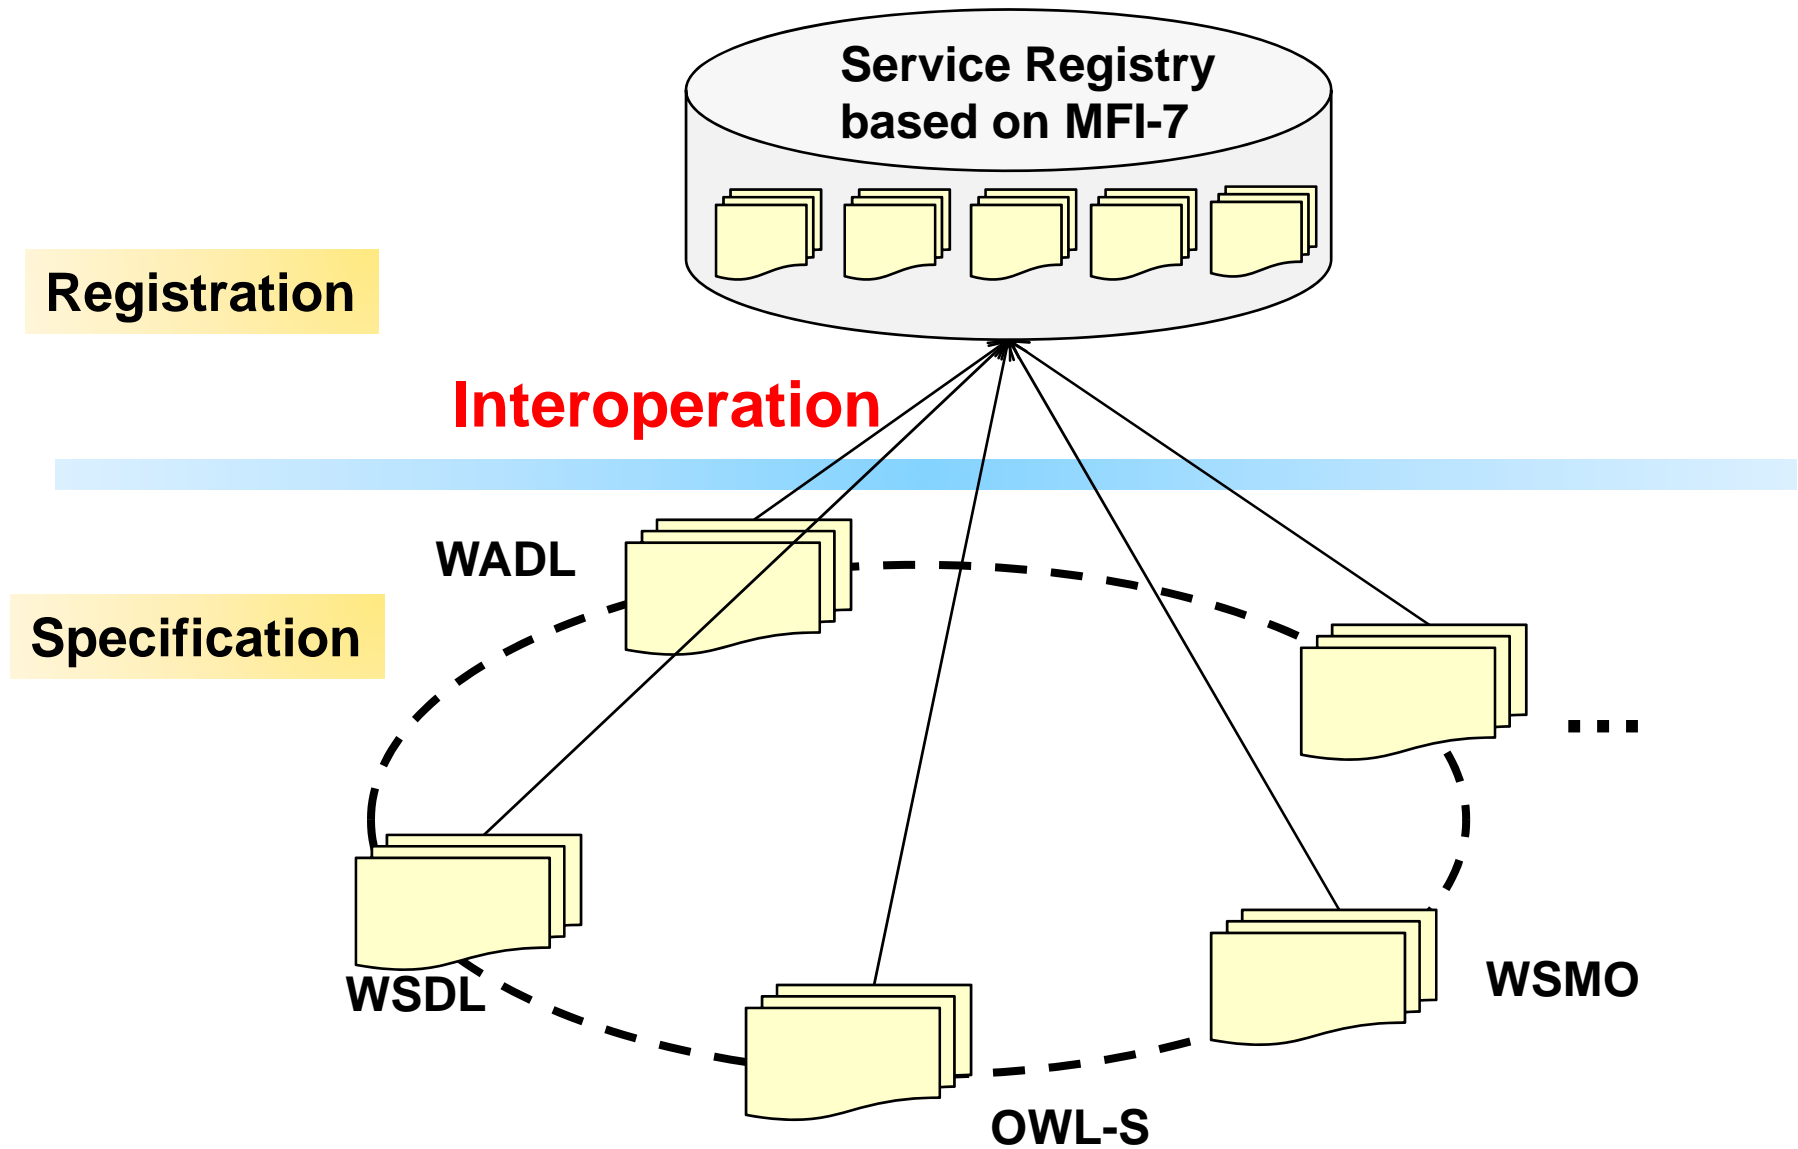 Service Registry
based on MFI-7
Registration
Interoperation
WADL
Specification
...
WSDL
WSMO
OWL-S